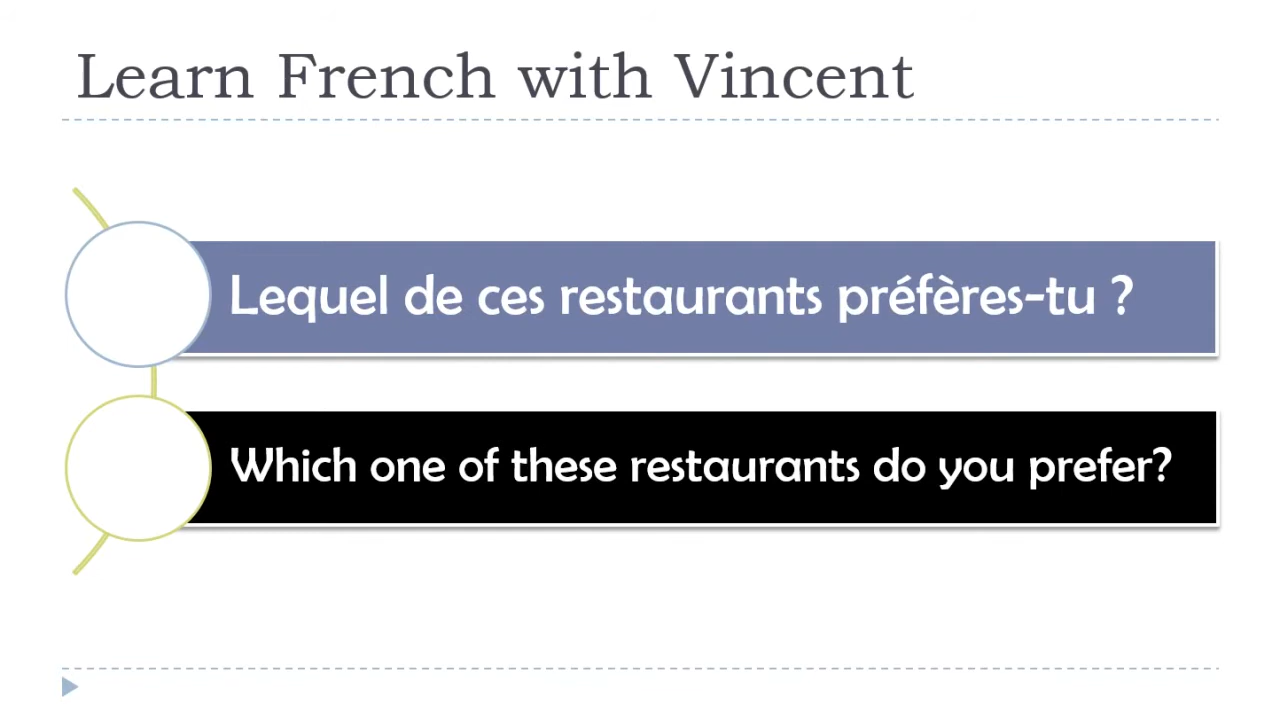 Learn French with Vincent
Lequel de ces restaurants préfères-tu ?
Which one of these restaurants do you prefer?